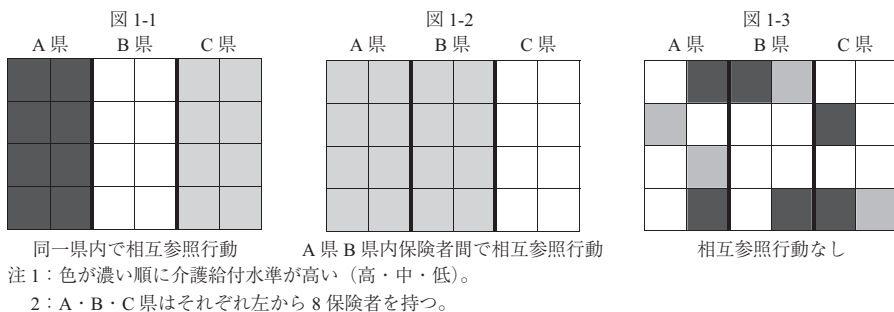 図 1-1 図 1-2 図 1-3
A 県 B 県 C 県 A 県 B 県 C 県 A 県 B 県 C 県
同一県内で相互参照行動 A 県 B 県内保険者間で相互参照行動 相互参照行動なし
注 1：色が濃い順に介護給付水準が高い（高・中・低）。
2：A・B・C 県はそれぞれ左から 8 保険者を持つ。